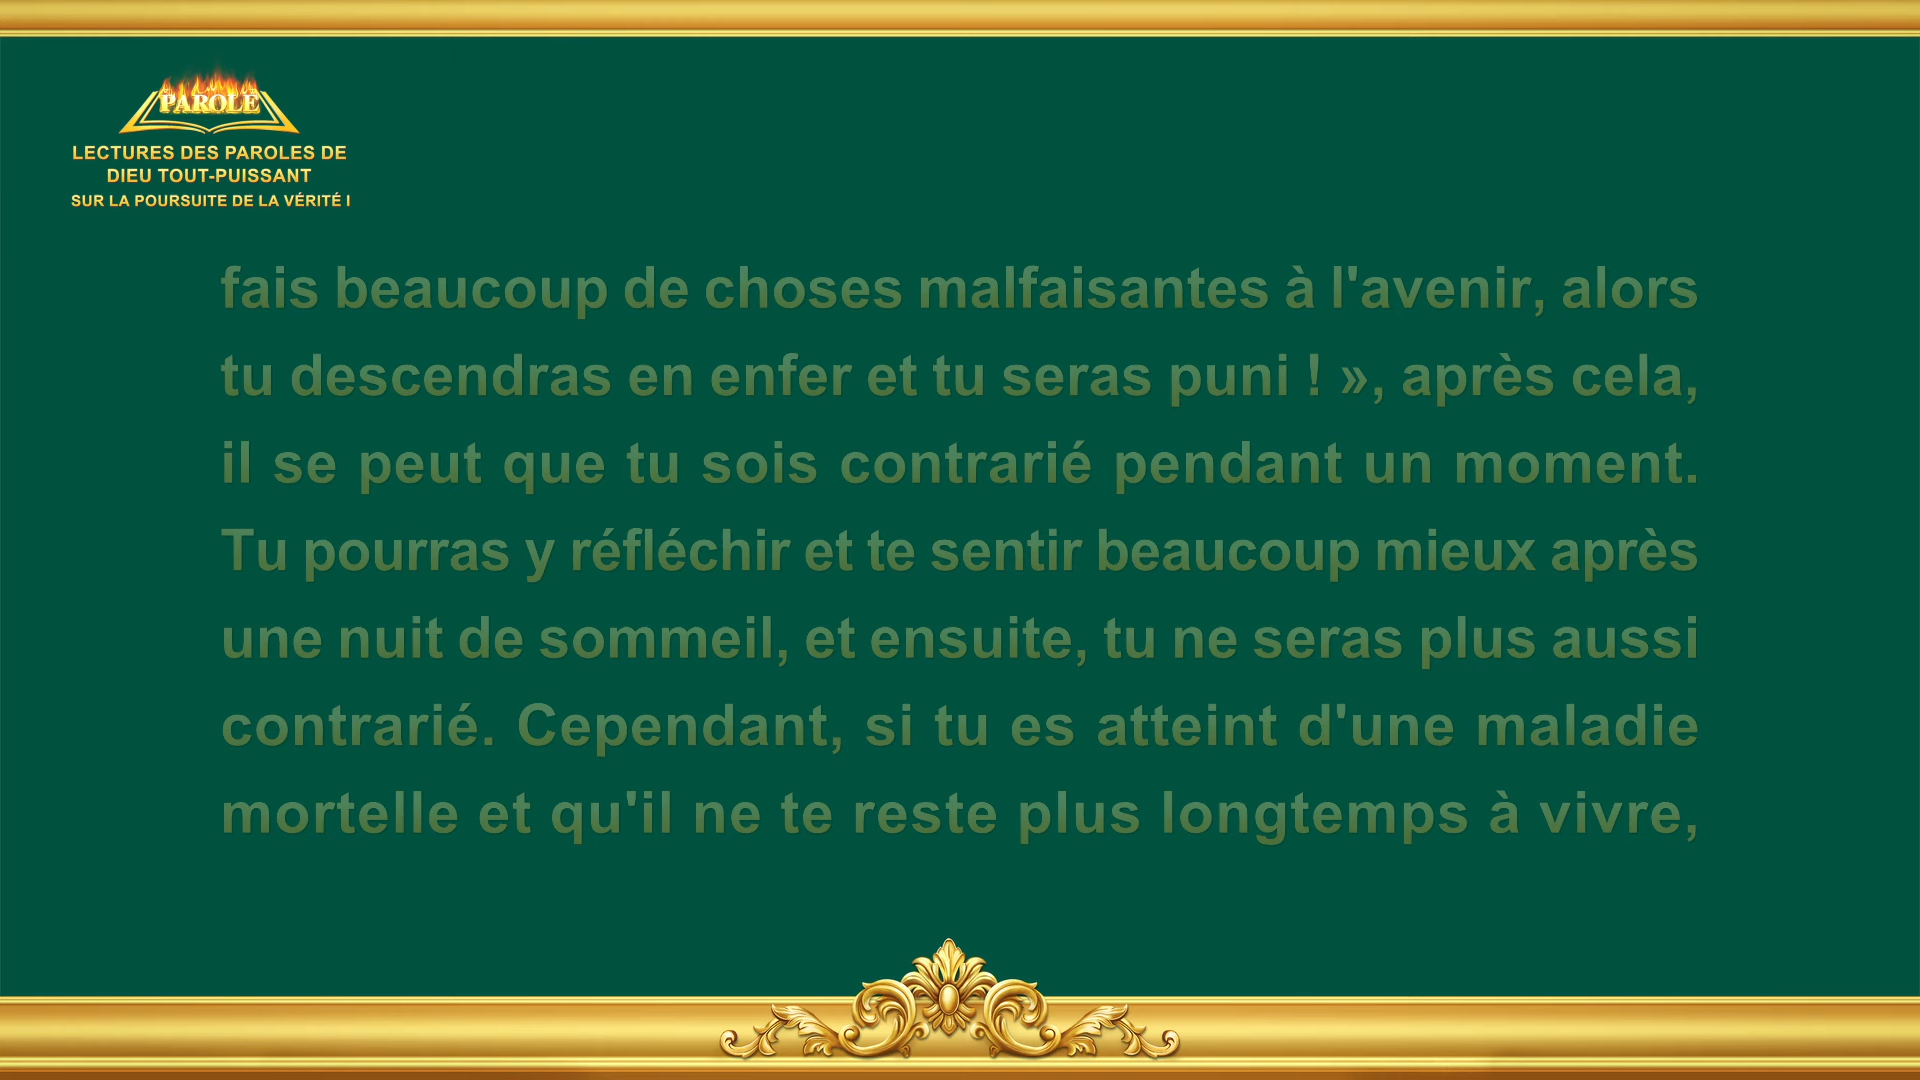 PAROLE
LECTURES DES PAROLES DE
DIEU TOUT-PUISSANT
SUR LA POURSUITE DE LA VÉRITÉ I
fais beaucoup de choses malfaisantes à l'avenir, alors
tu descendras en enfer et tu seras puni ! », après cela,
il se peut que tu sois contrarié pendant un moment.
Tu pourras y réfléchir et te sentir beaucoup mieux après
une nuit de sommeil, et ensuite, tu ne seras plus aussi
contrarié. Cependant, si tu es atteint d'une maladie
mortelle et qu'il ne te reste plus longtemps à vivre,